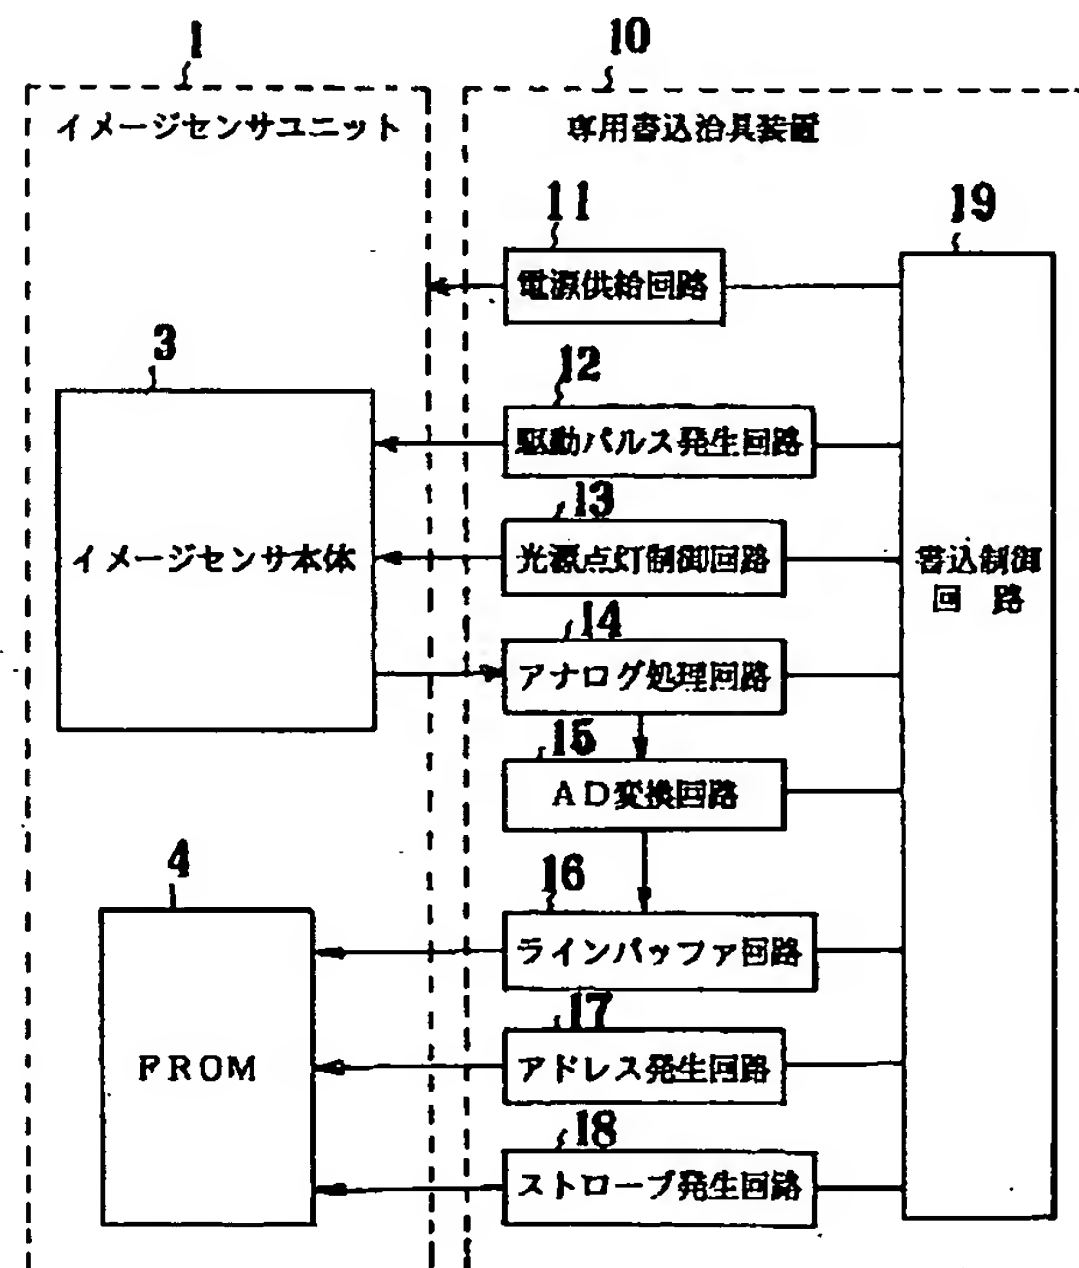 1
10
イメージセンサユニット
専用書込治具装置
11
19
電源供給回路
3
12
駆動パルス発生回路
13
イメージセンサ本体
光源点灯制御回路
書込制御
回 路
14
アナログ処理回路
15
AD変換回路
4
16
ラインバッファ回路
17
PROM
アドレス発生回路
18
ストローブ発生回路